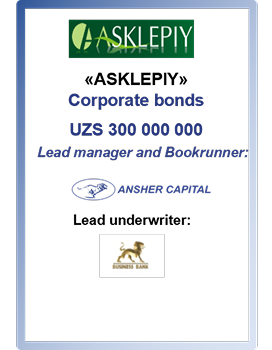 ASKLEPIY
«ASKLEPIY»
Corporate bonds
UZS 300 000 000
Lead manager and Bookrunner:
ANSHER CAPITAL
Lead underwriter:
BUSINESS BANK